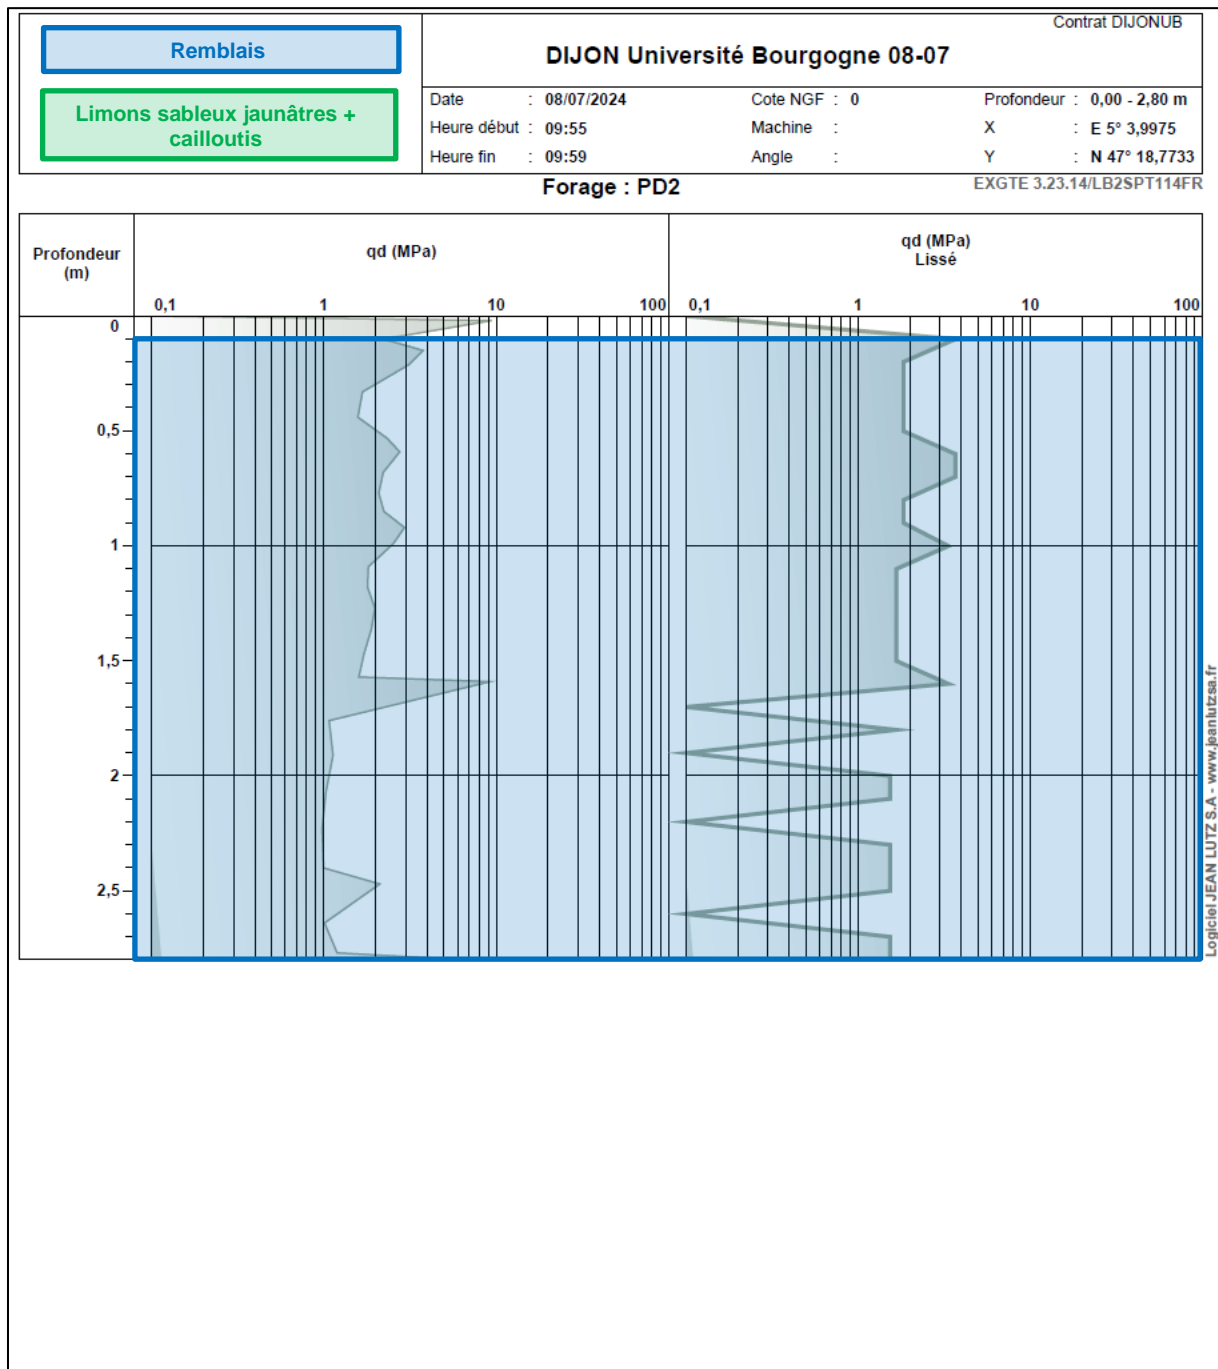 Contrat DIJONUB
Remblais
Limons sableux jaunâtres +
cailloutis
DIJON Université Bourgogne 08-07
Date : 08/07/2024 Cote NGF : 0 Profondeur : 0,00 - 2,80 m
Heure début : 09:55 Machine : X : E 5° 3,9975
Heure fin : 09:59 Angle : Y : N 47° 18,7733
Forage : PD2 EXGTE 3.23.14/LB2SPT114FR
Profondeur
(m)
qd (MPa)
qd (MPa)
Lissé
0,1 1 10 100 0,1 1 10 100
0
0,5
1
1,5
2
2,5
Logiciel JEAN LUTZ S.A - www.jeanlutzsa.fr